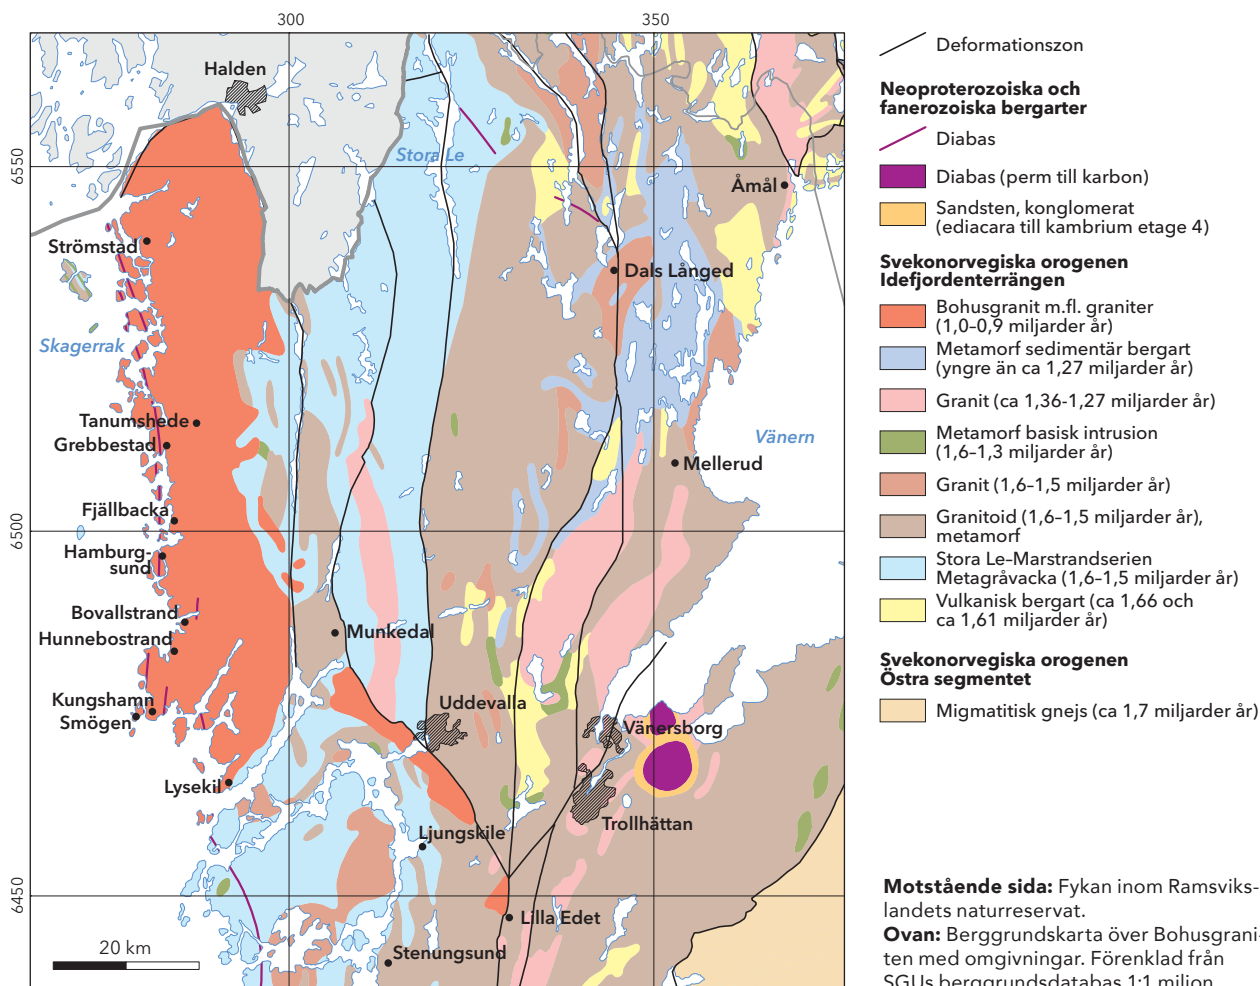 300
350
6550
6500
6450
Halden
Stora Le
Åmål
Strömstad
Dals Långed
Skagerrak
Tanumshede
Grebbestad
Vänern
Mellerud
Fjällbacka
Hamburg-
sund
Bovallstrand
Hunnebostrand
Munkedal
Kungshamn
Smögen
Uddevalla
Vänersborg
Lysekil
Trollhättan
Ljungskile
Lilla Edet
Stenungsund
20 km
Deformationszon
Neoproterozoiska och
fanerozoiska bergarter
Diabas
Diabas (perm till karbon)
Sandsten, konglomerat
(ediacara till kambrium etage 4)
Svekonorvegiska orogenen
Idefjordenterrängen
Bohusgranit m.fl. graniter
(1,0–0,9 miljarder år)
Metamorf sedimentär bergart
(yngre än ca 1,27 miljarder år)
Granit (ca 1,36-1,27 miljarder år)
Metamorf basisk intrusion
(1,6–1,3 miljarder år)
Granit (1,6–1,5 miljarder år)
Granitoid (1,6–1,5 miljarder år),
metamorf
Stora Le–Marstrandserien
Metagråvacka (1,6–1,5 miljarder år)
Vulkanisk bergart (ca 1,66 och
ca 1,61 miljarder år)
Svekonorvegiska orogenen
Östra segmentet
Migmatitisk gnejs (ca 1,7 miljarder år)
Motstående sida: Fykan inom Ramsviks-
landets naturreservat.
Ovan: Berggrundskarta över Bohusgrani-
ten med omgivningar. Förenklad från
SGUs berggrundsdatabas 1:1 miljon